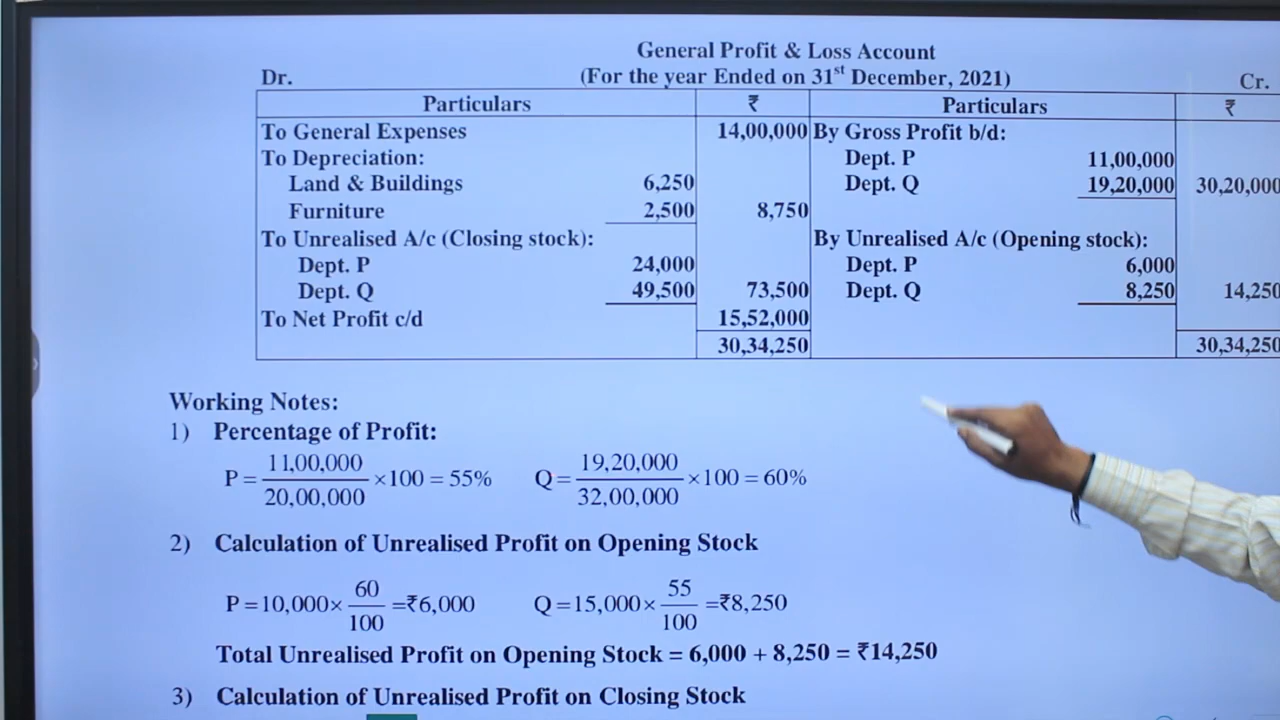 General Profit & Loss Account
Dr. (For the year Ended on 31st December, 2021) Cr.
Particulars ₹ Particulars ₹
To General Expenses 14,00,000 By Gross Profit b/d:
To Depreciation: Dept. P 11,00,000
Land & Buildings 6,250 Dept. Q 19,20,000 30,20,000
Furniture 2,500 8,750
To Unrealised A/c (Closing stock): By Unrealised A/c (Opening stock):
Dept. P 24,000 Dept. P 6,000
Dept. Q 49,500 73,500 Dept. Q 8,250 14,250
To Net Profit c/d 15,52,000
30,34,250 30,34,250
Working Notes:
1) Percentage of Profit:
P = 11,00,000/20,00,000 ×100 = 55% Q = 19,20,000/32,00,000 ×100 = 60%
2) Calculation of Unrealised Profit on Opening Stock
P = 10,000× 60/100 =₹6,000 Q = 15,000× 55/100 =₹8,250
Total Unrealised Profit on Opening Stock = 6,000 + 8,250 = ₹14,250
3) Calculation of Unrealised Profit on Closing Stock